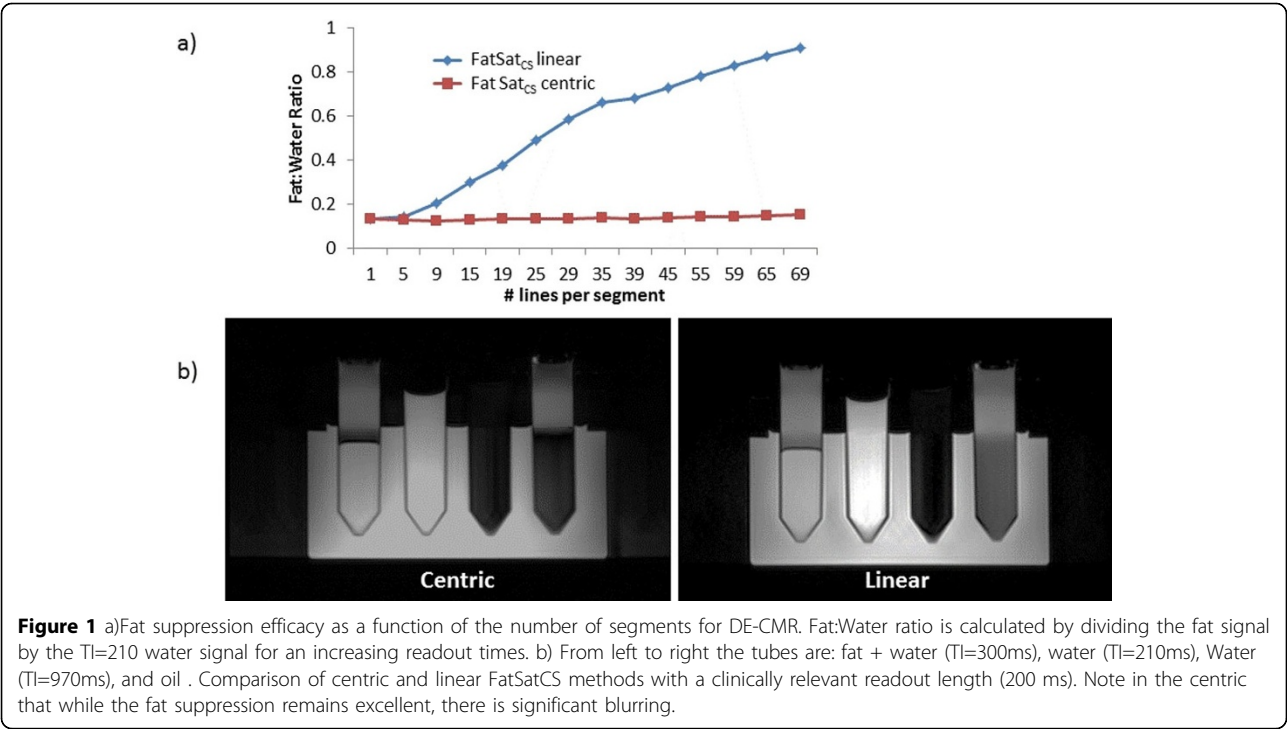 a)
1
0.8
0.6
0.4
0.2
0
Fat:Water Ratio
FatSatCS linear
Fat SatCS centric
1 5 9 15 19 25 29 35 39 45 55 59 65 69
# lines per segment
b)
Centric
Linear
Figure 1 a)Fat suppression efficacy as a function of the number of segments for DE-CMR. Fat:Water ratio is calculated by dividing the fat signal
by the TI=210 water signal for an increasing readout times. b) From left to right the tubes are: fat + water (TI=300ms), water (TI=210ms), Water
(TI=970ms), and oil . Comparison of centric and linear FatSatCS methods with a clinically relevant readout length (200 ms). Note in the centric
that while the fat suppression remains excellent, there is significant blurring.